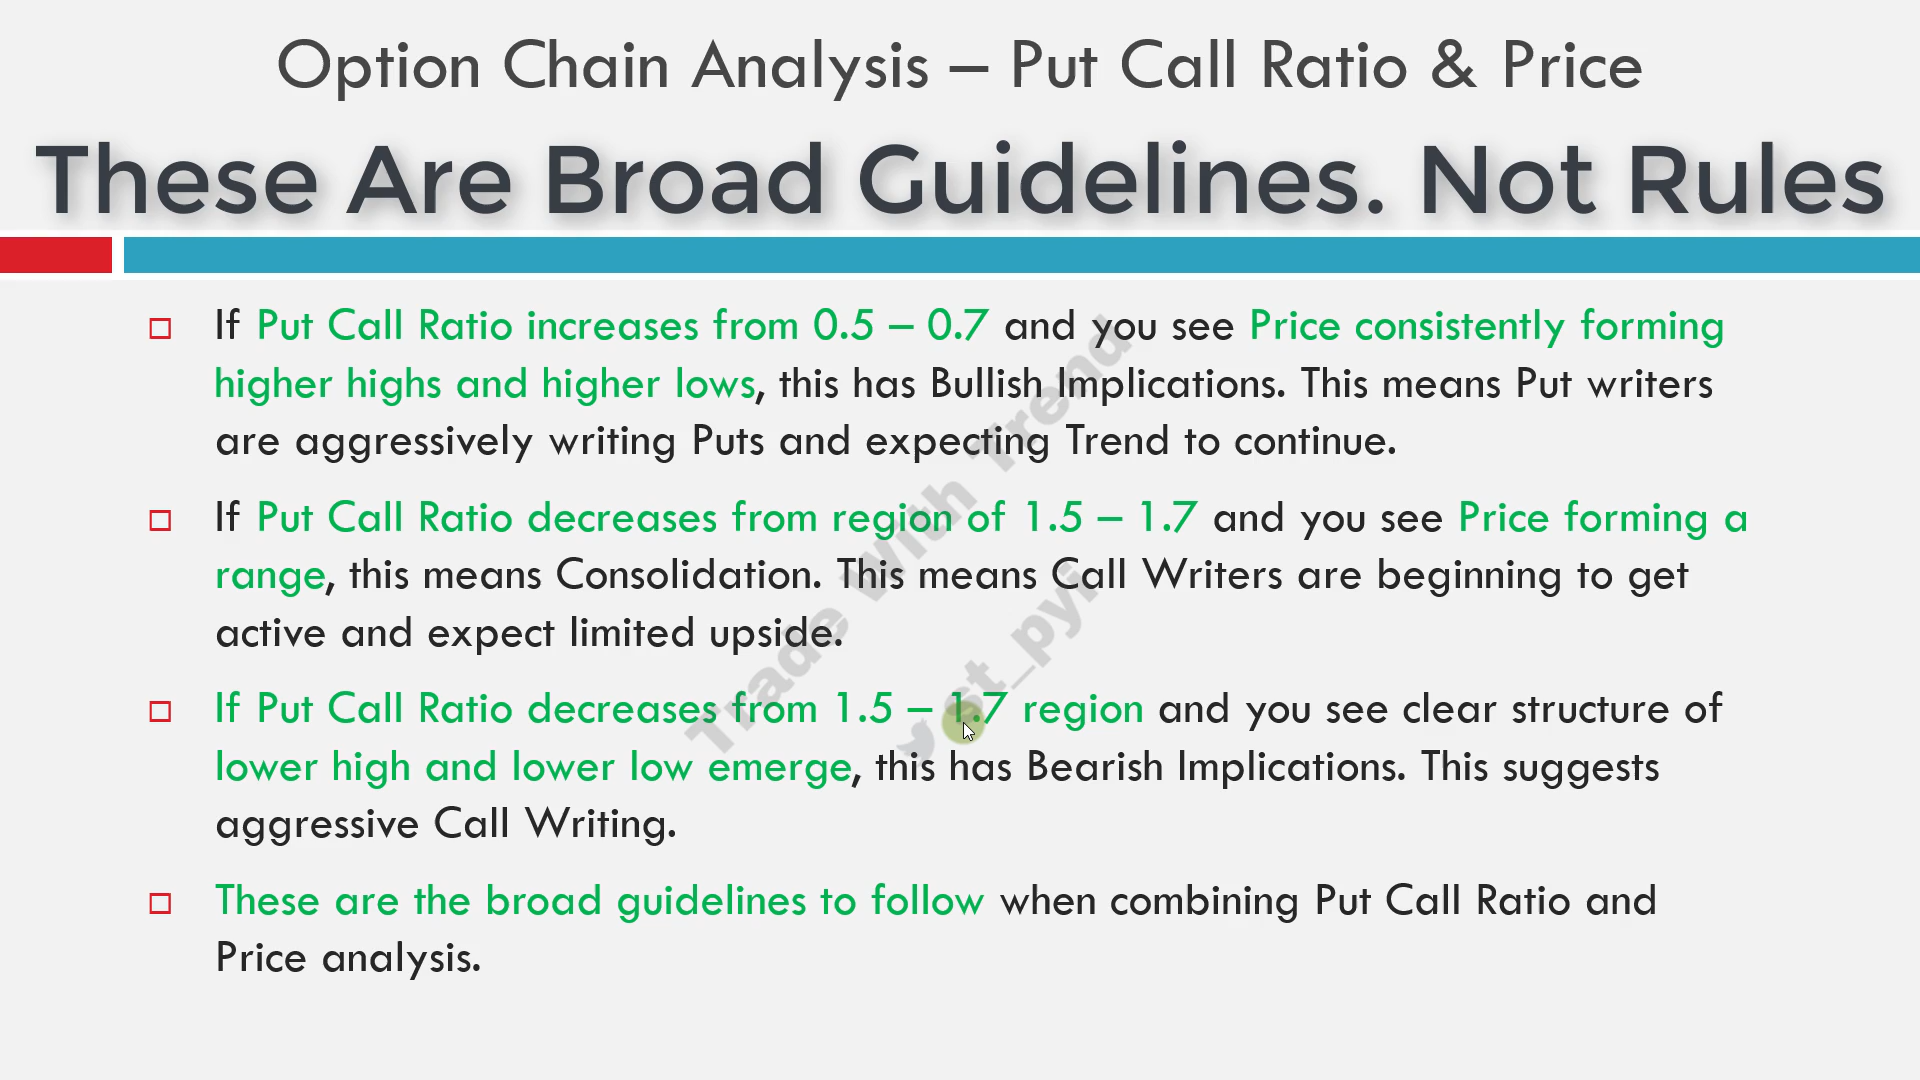 Option Chain Analysis – Put Call Ratio & Price
These Are Broad Guidelines. Not Rules
If Put Call Ratio increases from 0.5 – 0.7 and you see Price consistently forming
higher highs and higher lows, this has Bullish Implications. This means Put writers
are aggressively writing Puts and expecting Trend to continue.
If Put Call Ratio decreases from region of 1.5 – 1.7 and you see Price forming a
range, this means Consolidation. This means Call Writers are beginning to get
active and expect limited upside.
If Put Call Ratio decreases from 1.5 – 1.7 region and you see clear structure of
lower high and lower low emerge, this has Bearish Implications. This suggests
aggressive Call Writing.
These are the broad guidelines to follow when combining Put Call Ratio and
Price analysis.
Trade With Trend
st_pyi